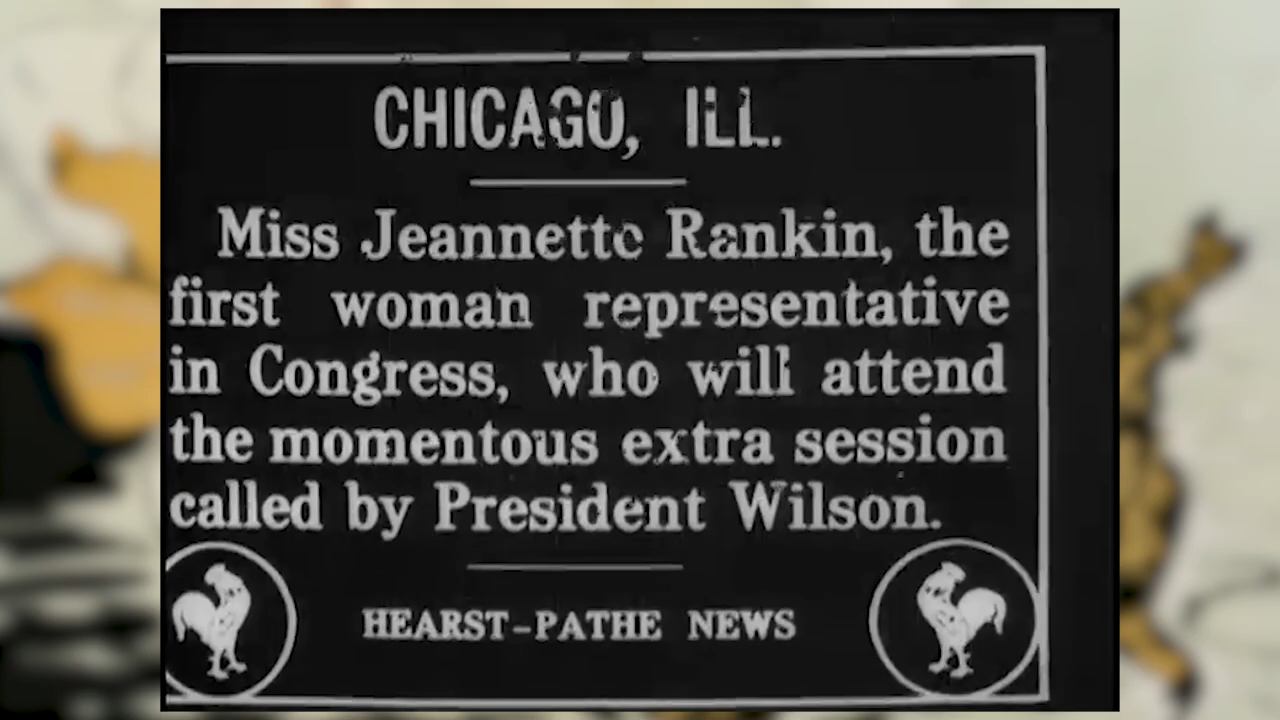 CHICAGO, ILL.
Miss Jeannette Rankin, the
first woman representative
in Congress, who will attend
the momentous extra session
called by President Wilson.
HEARST-PATHE NEWS